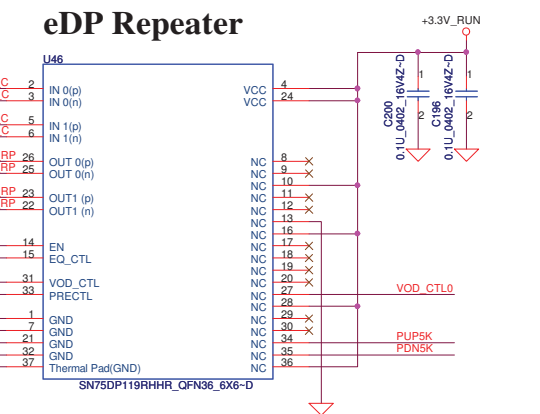 eDP Repeater
+3.3V_RUN
U46
C 2 IN 0(p) VCC 4
C 3 IN 0(n) VCC 24
C 5 IN 1(p)
C 6 IN 1(n)
RP 26 OUT 0(p) NC 8
RP 25 OUT 0(n) NC 9
NC 10
RP 23 OUT1 (p) NC 11
RP 22 OUT1 (n) NC 12
NC 13
NC 16
14 EN NC 17
15 EQ_CTL NC 18
NC 19
31 VOD_CTL NC 20
33 PRECTL NC 27 VOD_CTL0
NC 28
1 GND NC 29
7 GND NC 30
21 GND NC 34 PUP5K
32 GND NC 35 PDN5K
37 Thermal Pad(GND) NC 36
SN75DP119RHHR_QFN36_6X6~D
1
2
C200
0.1U_0402_16V4Z~D
1
2
C196
0.1U_0402_16V4Z~D